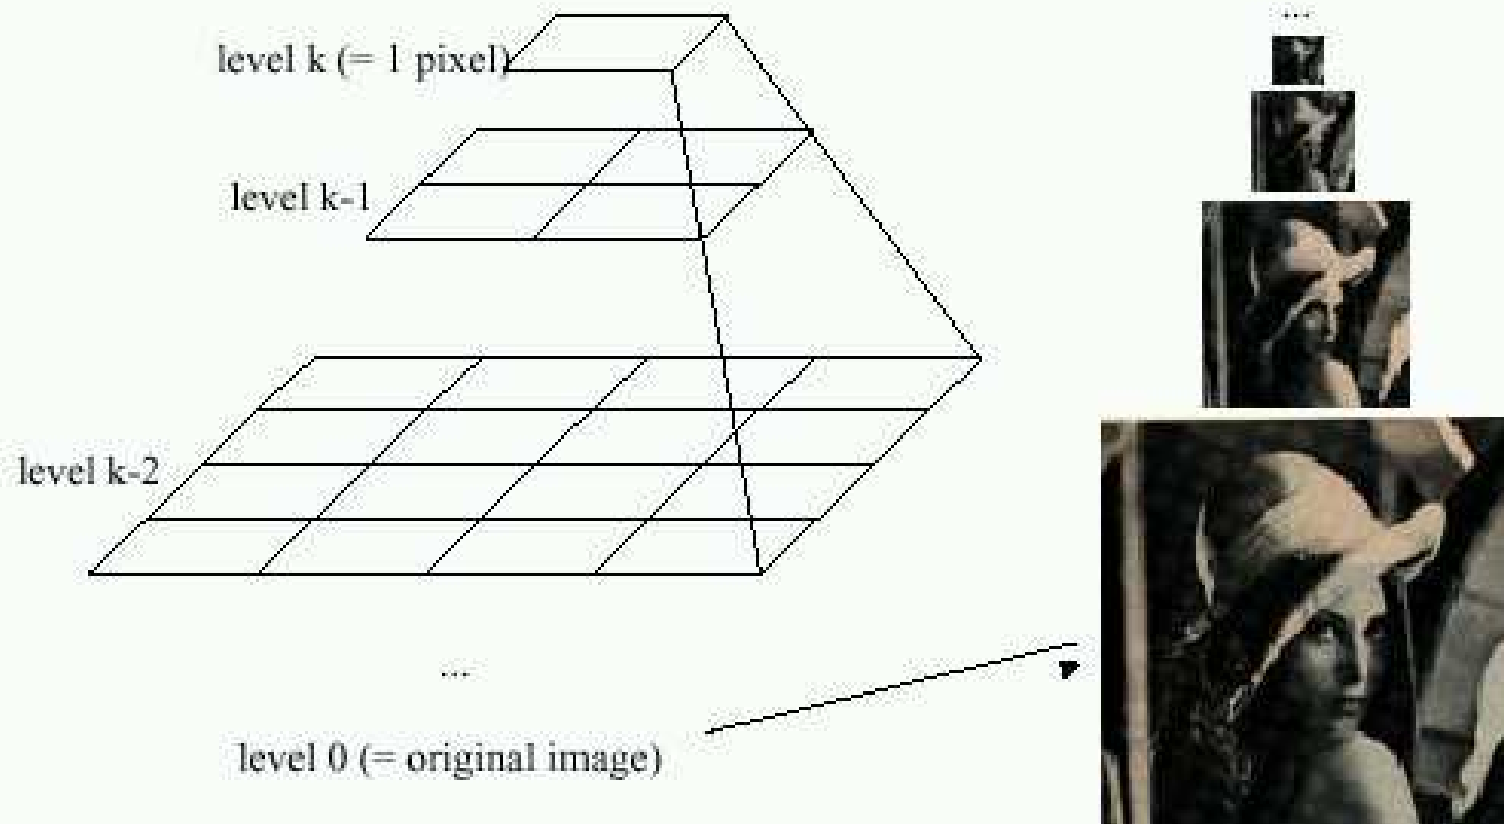 ...
level k (= 1 pixel)
level k-1
level k-2
...
level 0 (= original image)